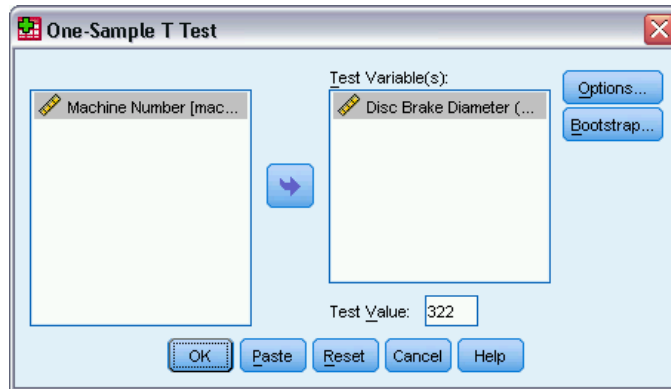 One-Sample T Test
Test Variable(s):
Machine Number [mac...
Disc Brake Diameter (...
Options...
Bootstrap...
Test Value: 322
OK Paste Reset Cancel Help